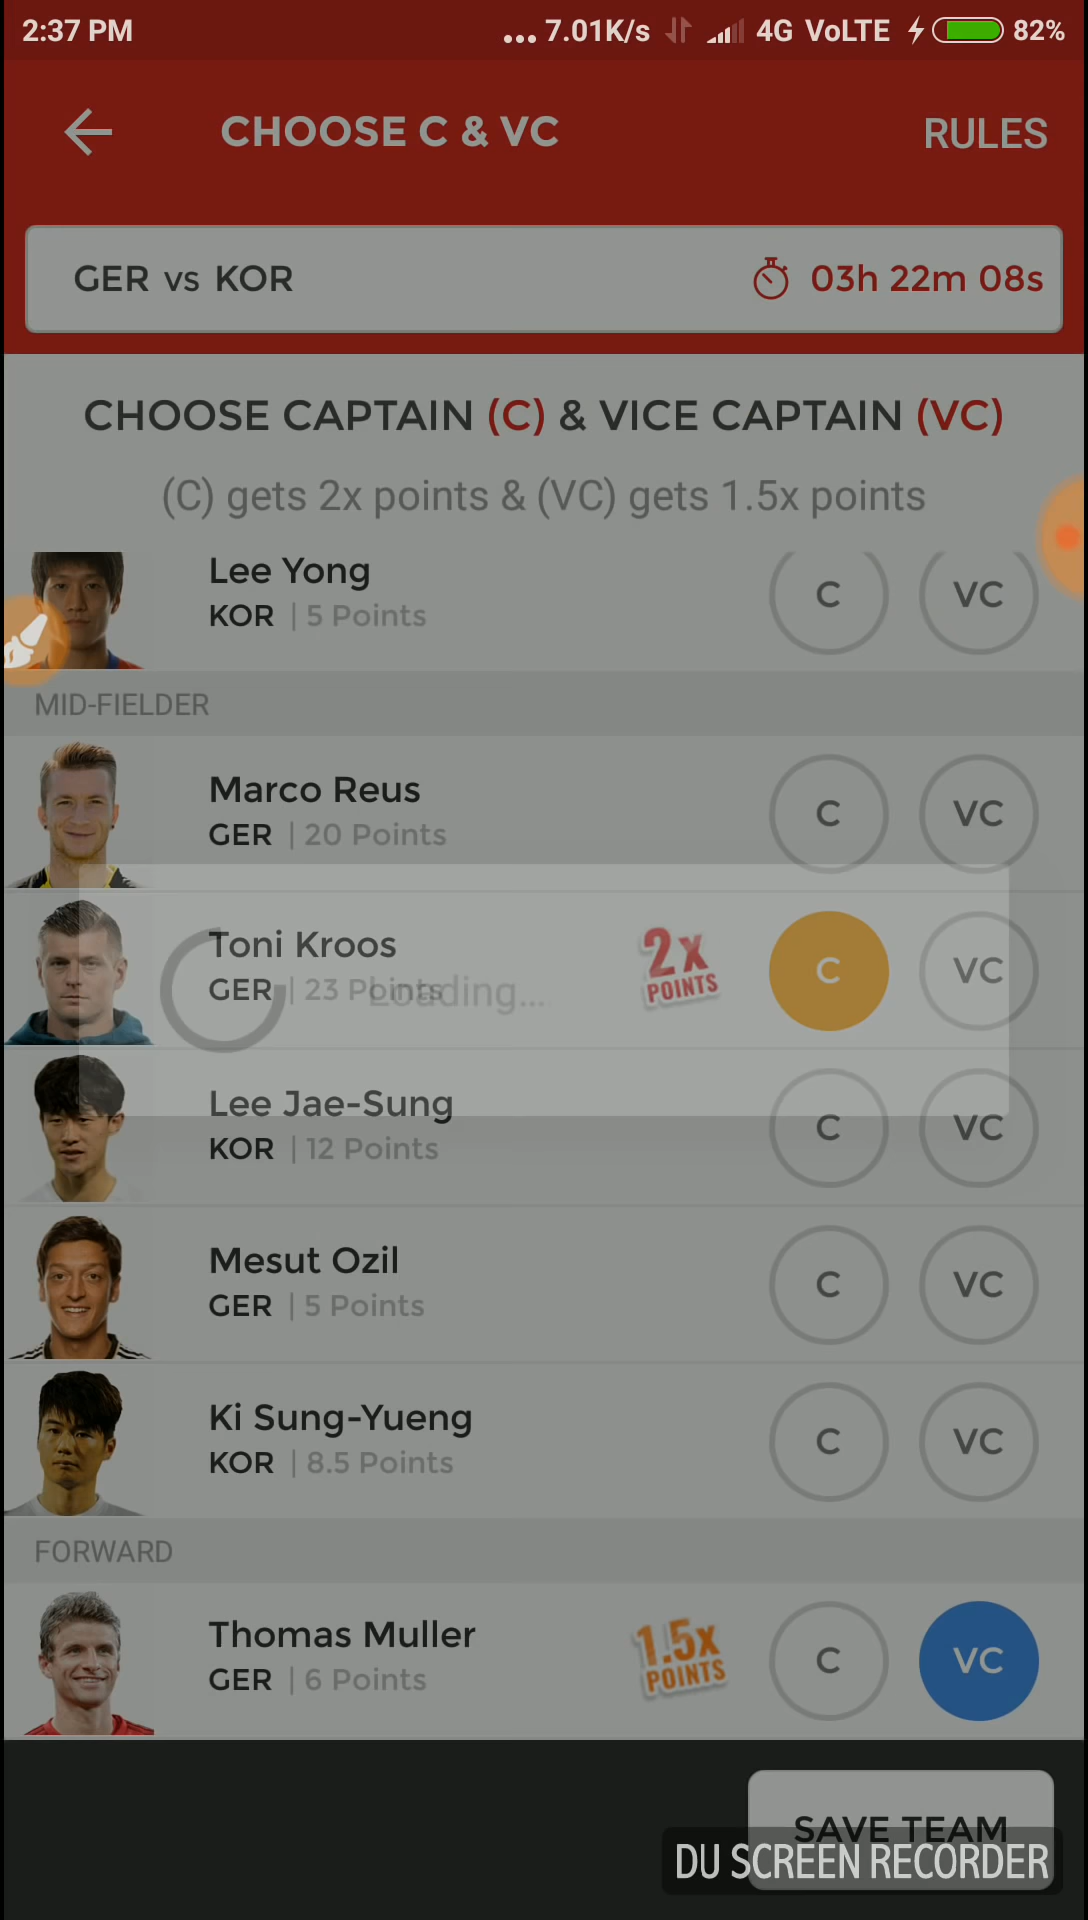 2:37 PM
... 7.01K/s 4G VoLTE 82%
CHOOSE C & VC
RULES
GER vs KOR
03h 22m 08s
CHOOSE CAPTAIN (C) & VICE CAPTAIN (VC)
(C) gets 2x points & (VC) gets 1.5x points
Lee Yong
KOR | 5 Points
C VC
MID-FIELDER
Marco Reus
GER | 20 Points
C VC
Toni Kroos
GER | 23 Points
Loading...
2x
POINTS
C VC
Lee Jae-Sung
KOR | 12 Points
C VC
Mesut Ozil
GER | 5 Points
C VC
Ki Sung-Yueng
KOR | 8.5 Points
C VC
FORWARD
Thomas Muller
GER | 6 Points
1.5x
POINTS
C VC
SAVE TEAM
DU SCREEN RECORDER